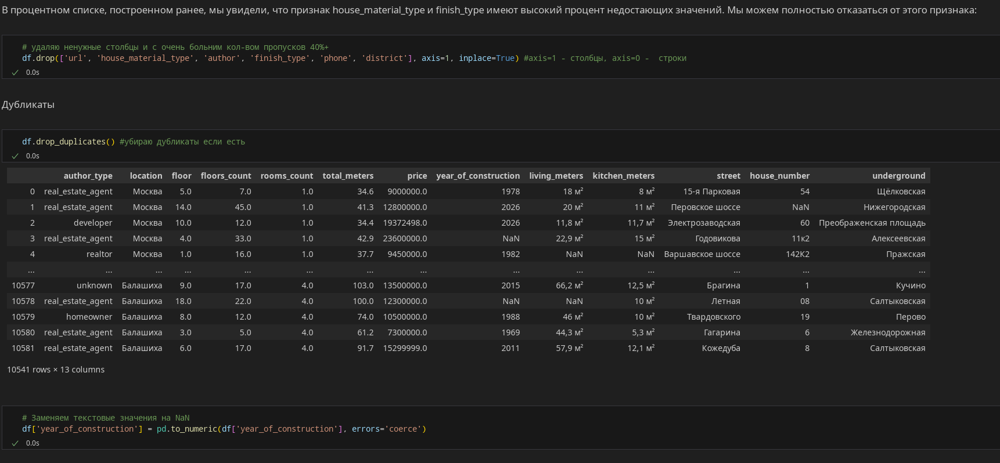 В процентном списке, построенном ранее, мы увидели, что признак house_material_type и finish_type имеют высокий процент недостающих значений. Мы можем полностью отказаться от этого признака:
# удаляю ненужные столбцы и с очень больним кол-вом пропусков 40%+
df.drop(['url', 'house_material_type', 'author', 'finish_type', 'phone', 'district'], axis=1, inplace=True) #axis=1 - столбцы, axis=0 -  строки
✓ 0.0s
Дубликаты
df.drop_duplicates() #убираю дубликаты если есть
✓ 0.0s
author_type location floor floors_count rooms_count total_meters price year_of_construction living_meters kitchen_meters street house_number underground
0 real_estate_agent Москва 5.0 7.0 1.0 34.6 9000000.0 1978 18 м² 8 м² 15-я Парковая 54 Щёлковская
1 real_estate_agent Москва 14.0 45.0 1.0 41.3 12800000.0 2026 20 м² 11 м² Перовское шоссе NaN Нижегородская
2 developer Москва 10.0 12.0 1.0 34.4 19372498.0 2026 11,8 м² 11,7 м² Электрозаводская 60 Преображенская площадь
3 real_estate_agent Москва 4.0 33.0 1.0 42.9 23600000.0 NaN 22,9 м² 15 м² Годовикова 11к2 Алексеевская
4 realtor Москва 1.0 16.0 1.0 37.7 9450000.0 1982 NaN NaN Варшавское шоссе 142К2 Пражская
... ... ... ... ... ... ... ... ... ... ... ... ... ...
10577 unknown Балашиха 9.0 17.0 4.0 103.0 13500000.0 2015 66,2 м² 12,5 м² Брагина 1 Кучино
10578 real_estate_agent Балашиха 18.0 22.0 4.0 100.0 12300000.0 NaN NaN 10 м² Летная 08 Салтыковская
10579 homeowner Балашиха 8.0 12.0 4.0 74.0 10500000.0 1988 46 м² 10 м² Твардовского 19 Перово
10580 real_estate_agent Балашиха 3.0 5.0 4.0 61.2 7300000.0 1969 44,3 м² 5,3 м² Гагарина 6 Железнодорожная
10581 real_estate_agent Балашиха 6.0 17.0 4.0 91.7 15299999.0 2011 57,9 м² 12,1 м² Кожедуба 8 Салтыковская
10541 rows × 13 columns
# Заменяем текстовые значения на NaN
df['year_of_construction'] = pd.to_numeric(df['year_of_construction'], errors='coerce')
✓ 0.0s